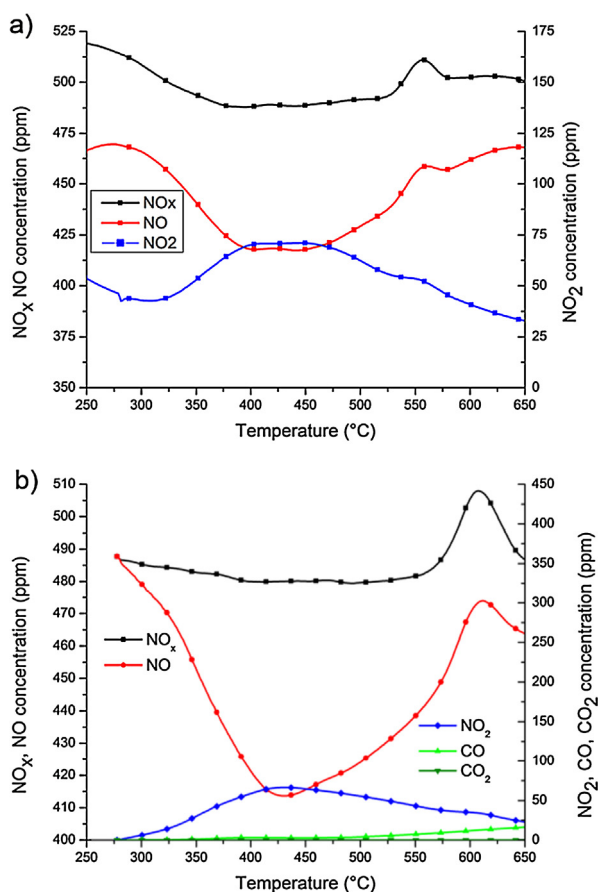 a)
525
500
475
450
425
400
375
350
175
150
125
100
75
50
25
0
NOX NO concentration (ppm)
NO2 concentration (ppm)
NOx
NO
NO2
250 300 350 400 450 500 550 600 650
Temperature (°C)
b)
510
500
490
480
470
460
450
440
430
420
410
400
450
400
350
300
250
200
150
100
50
0
NOX, NO concentration (ppm)
NO2, CO, CO2 concentration (ppm)
NOx
NO
NO2
CO
CO2
250 300 350 400 450 500 550 600 650
Temperature (°C)